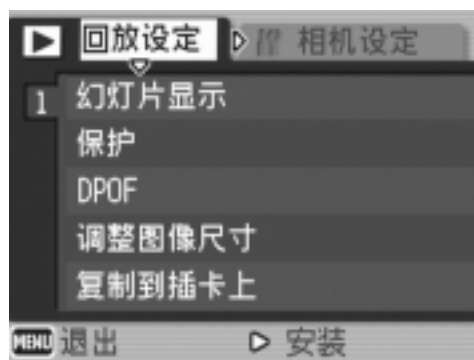 回放设定 相机设定
1 幻灯片显示
保护
DPOF
调整图像尺寸
复制到插卡上
MENU 退出 安装